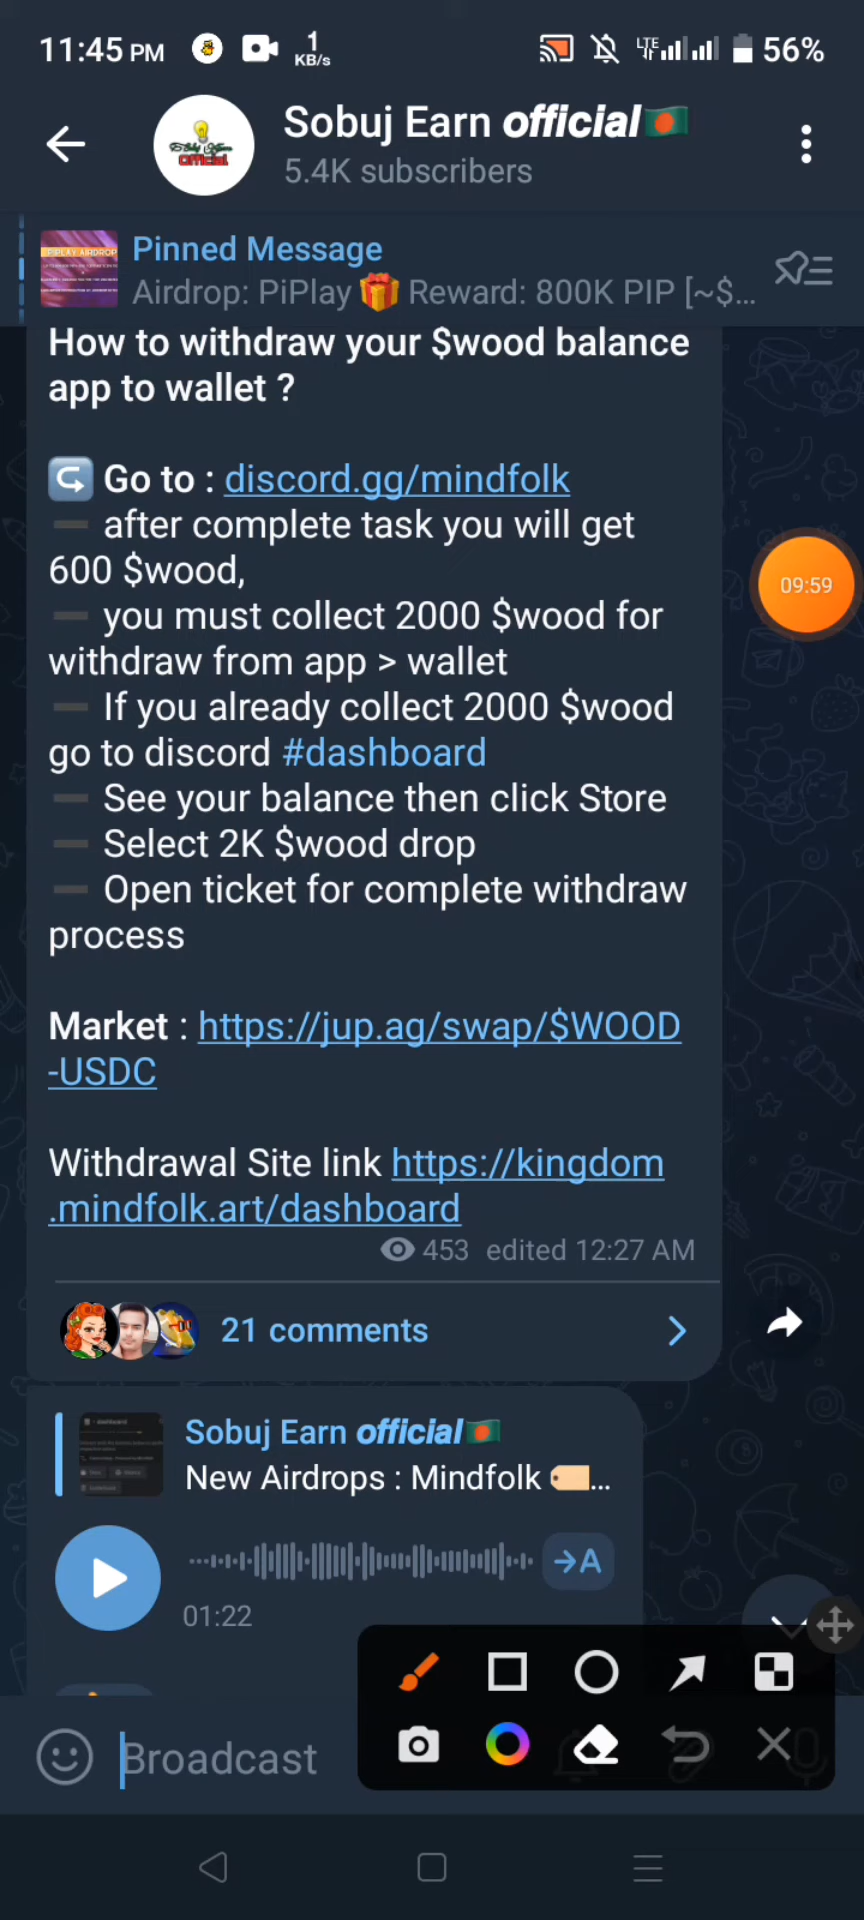 11:45 PM
1
KB/s
LTE
56%
Sobuj Earn official
5.4K subscribers
PIPLAY AIRDROP
Pinned Message
Airdrop: PiPlay 🎁 Reward: 800K PIP [~$...
How to withdraw your $wood balance
app to wallet ?
Go to : discord.gg/mindfolk
➖ after complete task you will get
600 $wood,
➖ you must collect 2000 $wood for
withdraw from app > wallet
➖ If you already collect 2000 $wood
go to discord #dashboard
➖ See your balance then click Store
➖ Select 2K $wood drop
➖ Open ticket for complete withdraw
process
09:59
Market : https://jup.ag/swap/$WOOD
-USDC
Withdrawal Site link https://kingdom
.mindfolk.art/dashboard
453 edited 12:27 AM
21 comments
Sobuj Earn official
New Airdrops : Mindfolk 🏷️...
→A
01:22
Broadcast